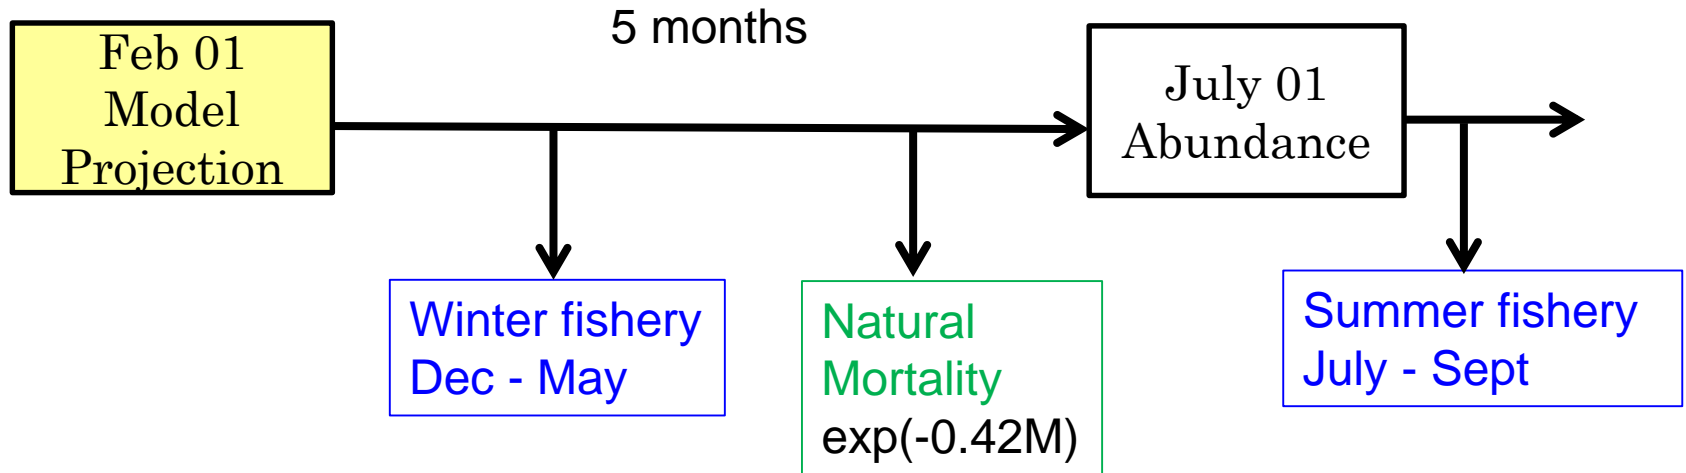 Feb 01
Model
Projection
5 months
July 01
Abundance
Winter fishery
Dec - May
Natural
Mortality
exp(-0.42M)
Summer fishery
July - Sept